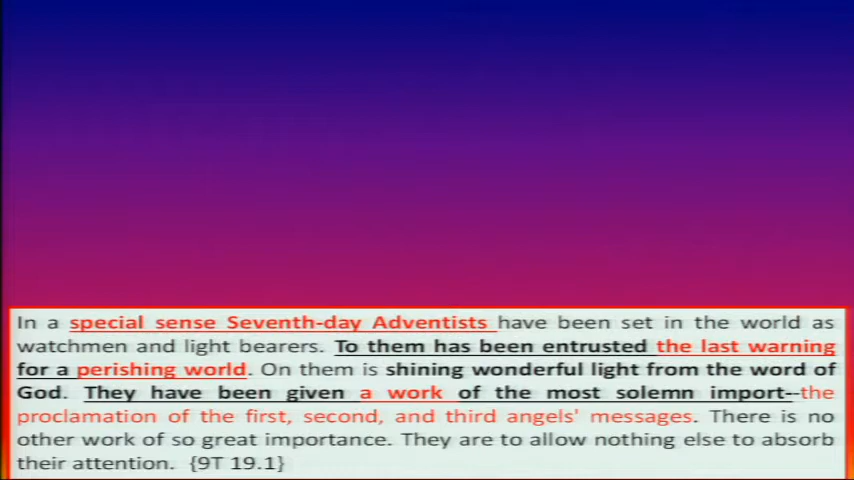 In a special sense Seventh-day Adventists have been set in the world as
watchmen and light bearers. To them has been entrusted the last warning
for a perishing world. On them is shining wonderful light from the word of
God. They have been given a work of the most solemn import--the
proclamation of the first, second, and third angels' messages. There is no
other work of so great importance. They are to allow nothing else to absorb
their attention. {9T 19.1}